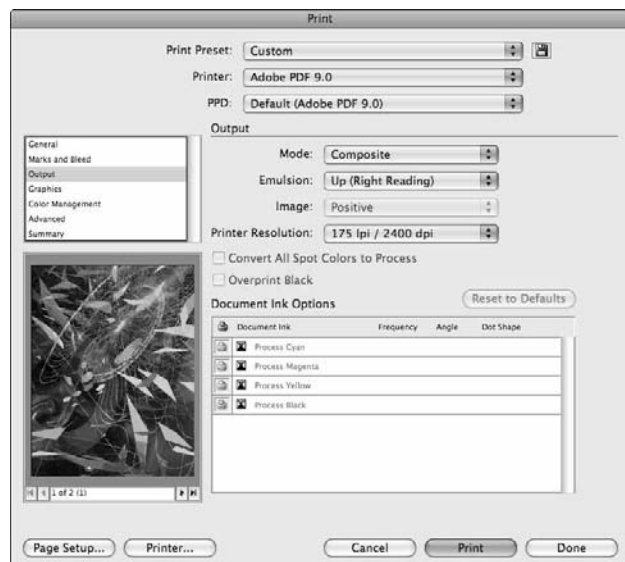 Print
Print Preset: Custom
Printer: Adobe PDF 9.0
PPD: Default (Adobe PDF 9.0)
Output
General
Marks and Bleed
Output
Graphics
Color Management
Advanced
Summary
Mode: Composite
Emulsion: Up (Right Reading)
Image: Positive
Printer Resolution: 175 lpi / 2400 dpi
Convert All Spot Colors to Process
Overprint Black
Document Ink Options
Reset to Defaults
Document Ink Frequency Angle Dot Shape
Process Cyan
Process Magenta
Process Yellow
Process Black
1 of 2 (1)
Page Setup... Printer... Cancel Print Done